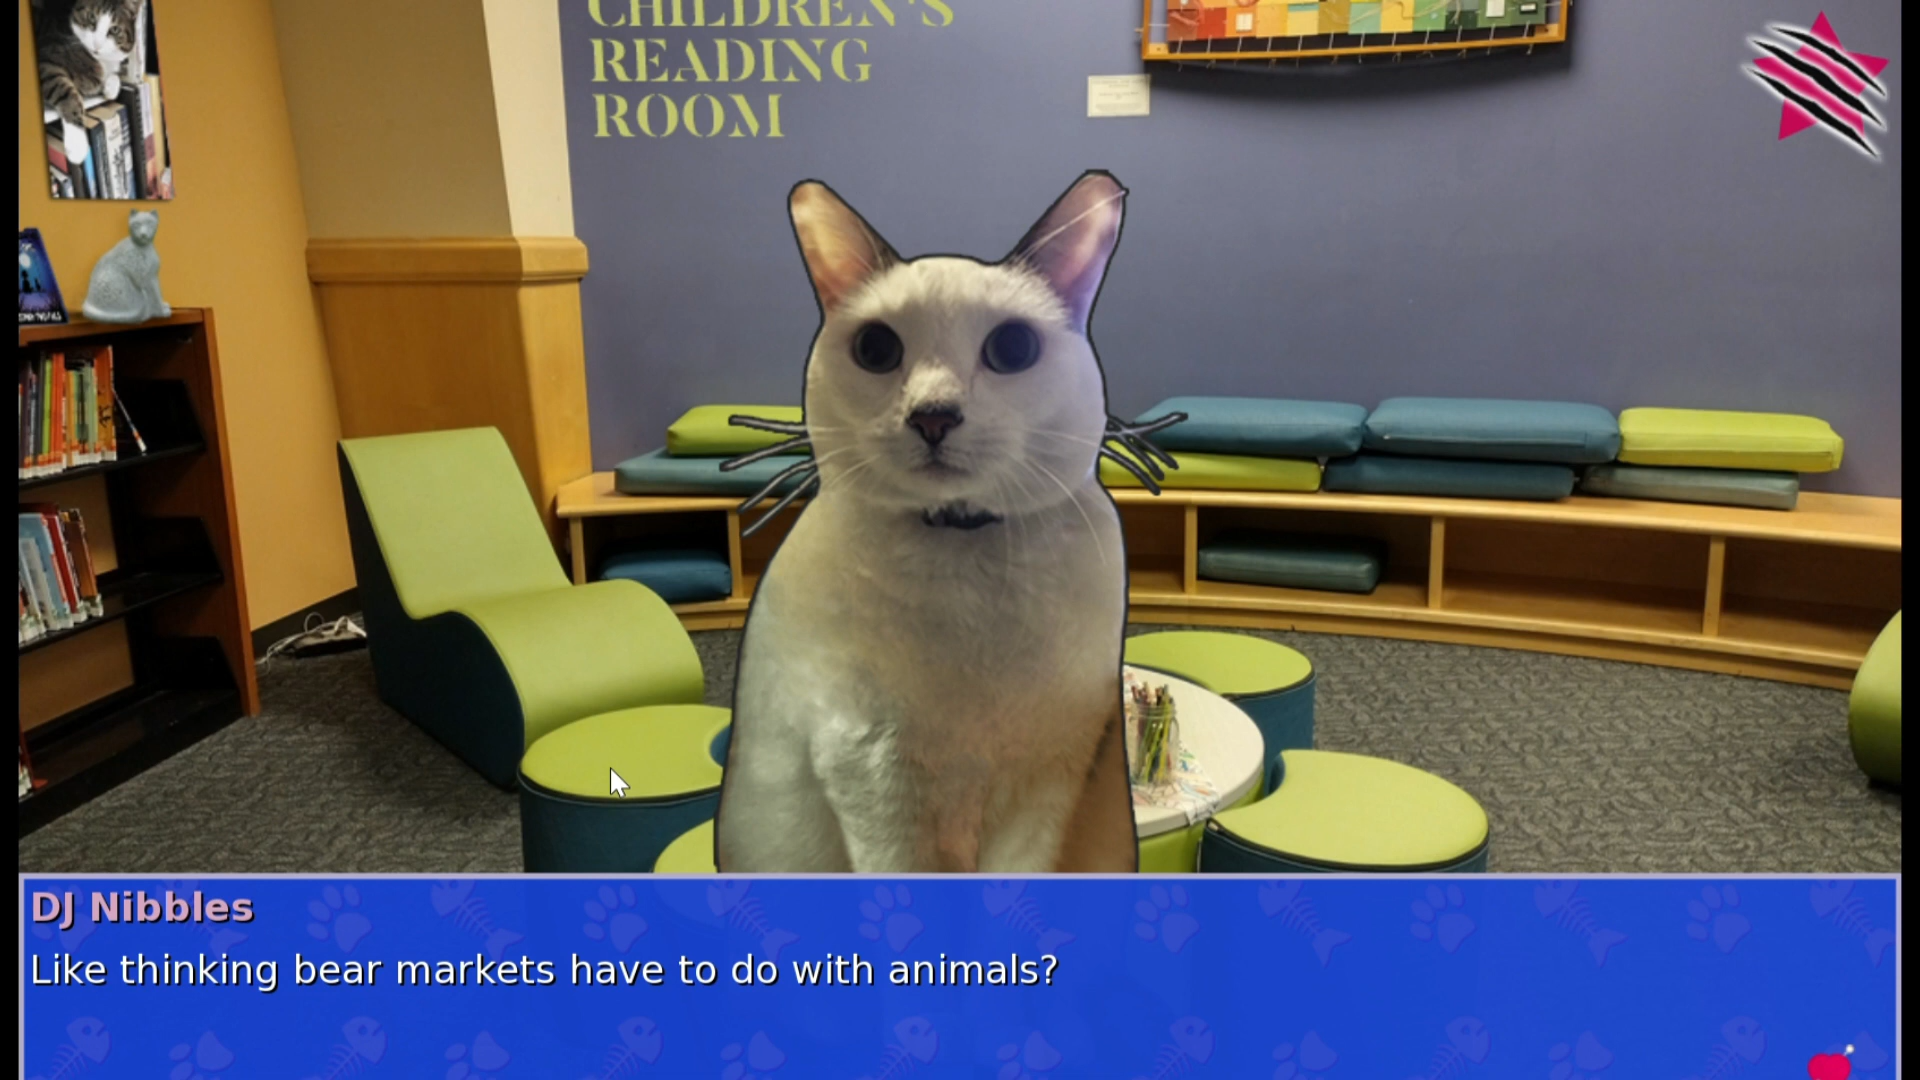 CHILDREN'S
READING
ROOM
DJ Nibbles
Like thinking bear markets have to do with animals?